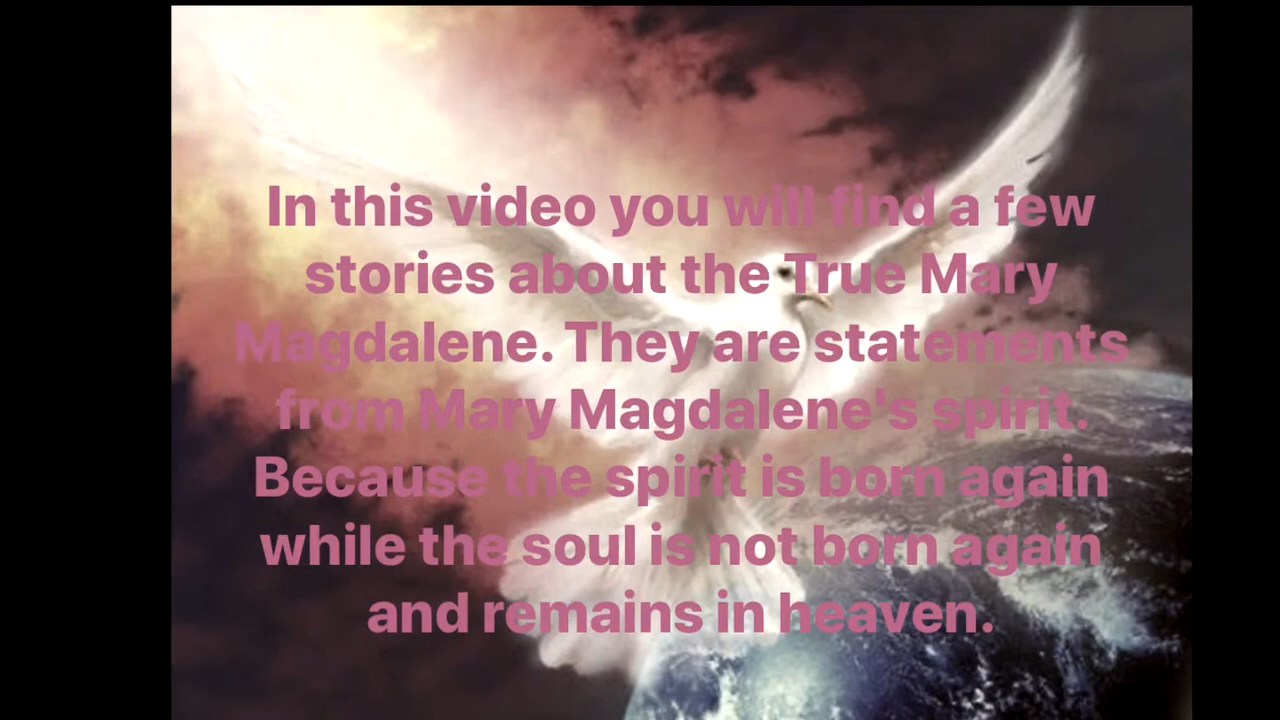 In this video you will find a few
stories about the True Mary
Magdalene. They are statements
from Mary Magdalene's spirit.
Because the spirit is born again
while the soul is not born again
and remains in heaven.